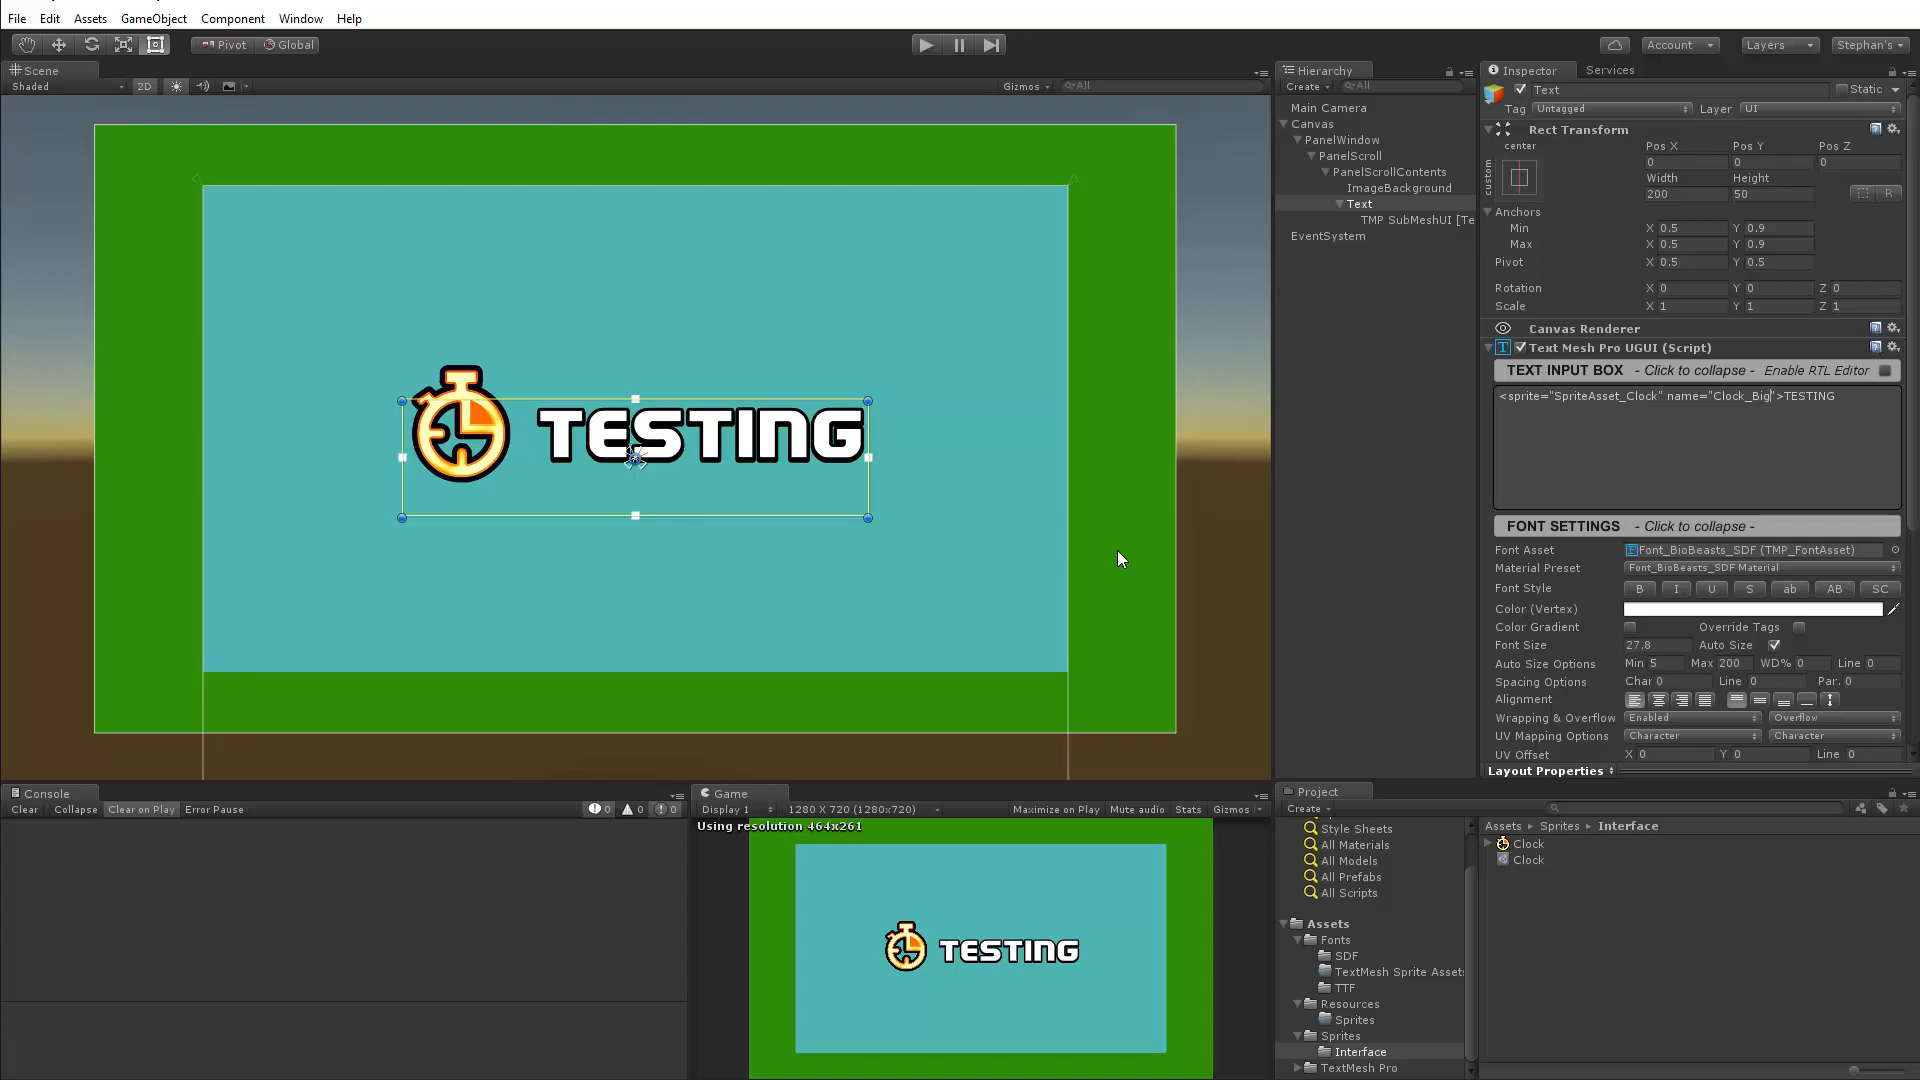 File Edit Assets GameObject Component Window Help
Pivot Global Account Layers Stephan's
Scene
Shaded 2D Gizmos All
TESTING
Hierarchy
Create All
Main Camera
Canvas
PanelWindow
PanelScroll
PanelScrollContents
ImageBackground
Text
TMP SubMeshUI [Te
EventSystem
Inspector Services
Text Static
Tag Untagged Layer UI
Rect Transform
center
custom
Pos X Pos Y Pos Z
0 0 0
Width Height
200 50 R
Anchors
Min X 0.5 Y 0.9
Max X 0.5 Y 0.9
Pivot X 0.5 Y 0.5
Rotation X 0 Y 0 Z 0
Scale X 1 Y 1 Z 1
Canvas Renderer
Text Mesh Pro UGUI (Script)
TEXT INPUT BOX - Click to collapse - Enable RTL Editor
<sprite="SpriteAsset_Clock" name="Clock_Big">TESTING
FONT SETTINGS - Click to collapse -
Font Asset Font_BioBeasts_SDF (TMP_FontAsset)
Material Preset Font_BioBeasts_SDF Material
Font Style B I U S ab AB SC
Color (Vertex)
Color Gradient Override Tags
Font Size 27.8 Auto Size
Auto Size Options Min 5 Max 200 WD% 0 Line 0
Spacing Options Char 0 Line 0 Par. 0
Alignment
Wrapping & Overflow Enabled Overflow
UV Mapping Options Character Character
UV Offset X 0 Y 0 Line 0
Layout Properties
Console
Clear Collapse Clear on Play Error Pause 0 0 0
Game
Display 1 1280 X 720 (1280x720) Maximize on Play Mute audio Stats Gizmos
Using resolution 464x261
TESTING
Project
Create
Style Sheets
All Materials
All Models
All Prefabs
All Scripts
Assets
Fonts
SDF
TextMesh Sprite Assets
TTF
Resources
Sprites
Sprites
Interface
TextMesh Pro
Assets Sprites Interface
Clock
Clock